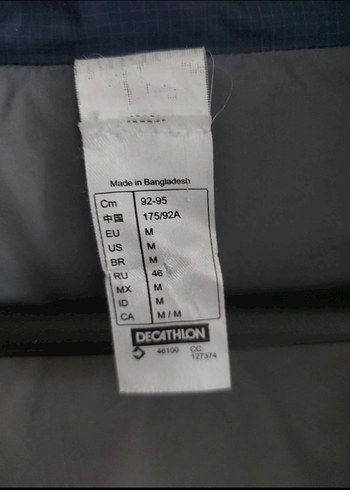 Made in Bangladesh
Cm 92-95
中国 175/92A
EU M
US M
BR M
RU 46
MX M
ID M
CA M / M
DECATHLON
46100 CC:
127374